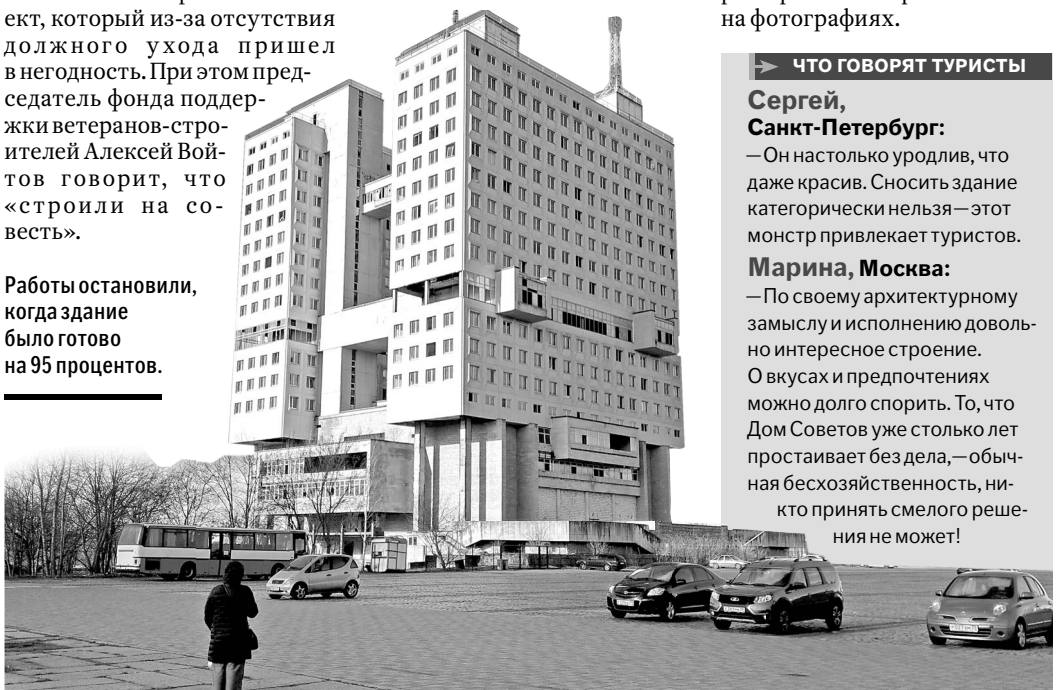 ект, который из-за отсутствия
должного ухода пришел
в негодность. При этом пред-
седатель фонда поддер-
жки ветеранов-стро-
ителей Алексей Вой-
тов говорит, что
«строили на со-
весть».
Работы остановили,
когда здание
было готово
на 95 процентов.
на фотографиях.
ЧТО ГОВОРЯТ ТУРИСТЫ
Сергей,
Санкт-Петербург:
— Он настолько уродлив, что
даже красив. Сносить здание
категорически нельзя — этот
монстр привлекает туристов.
Марина, Москва:
— По своему архитектурному
замыслу и исполнению доволь-
но интересное строение.
О вкусах и предпочтениях
можно долго спорить. То, что
Дом Советов уже столько лет
простаивает без дела, — обыч-
ная бесхозяйственность, ни-
кто принять смелого реше-
ния не может!